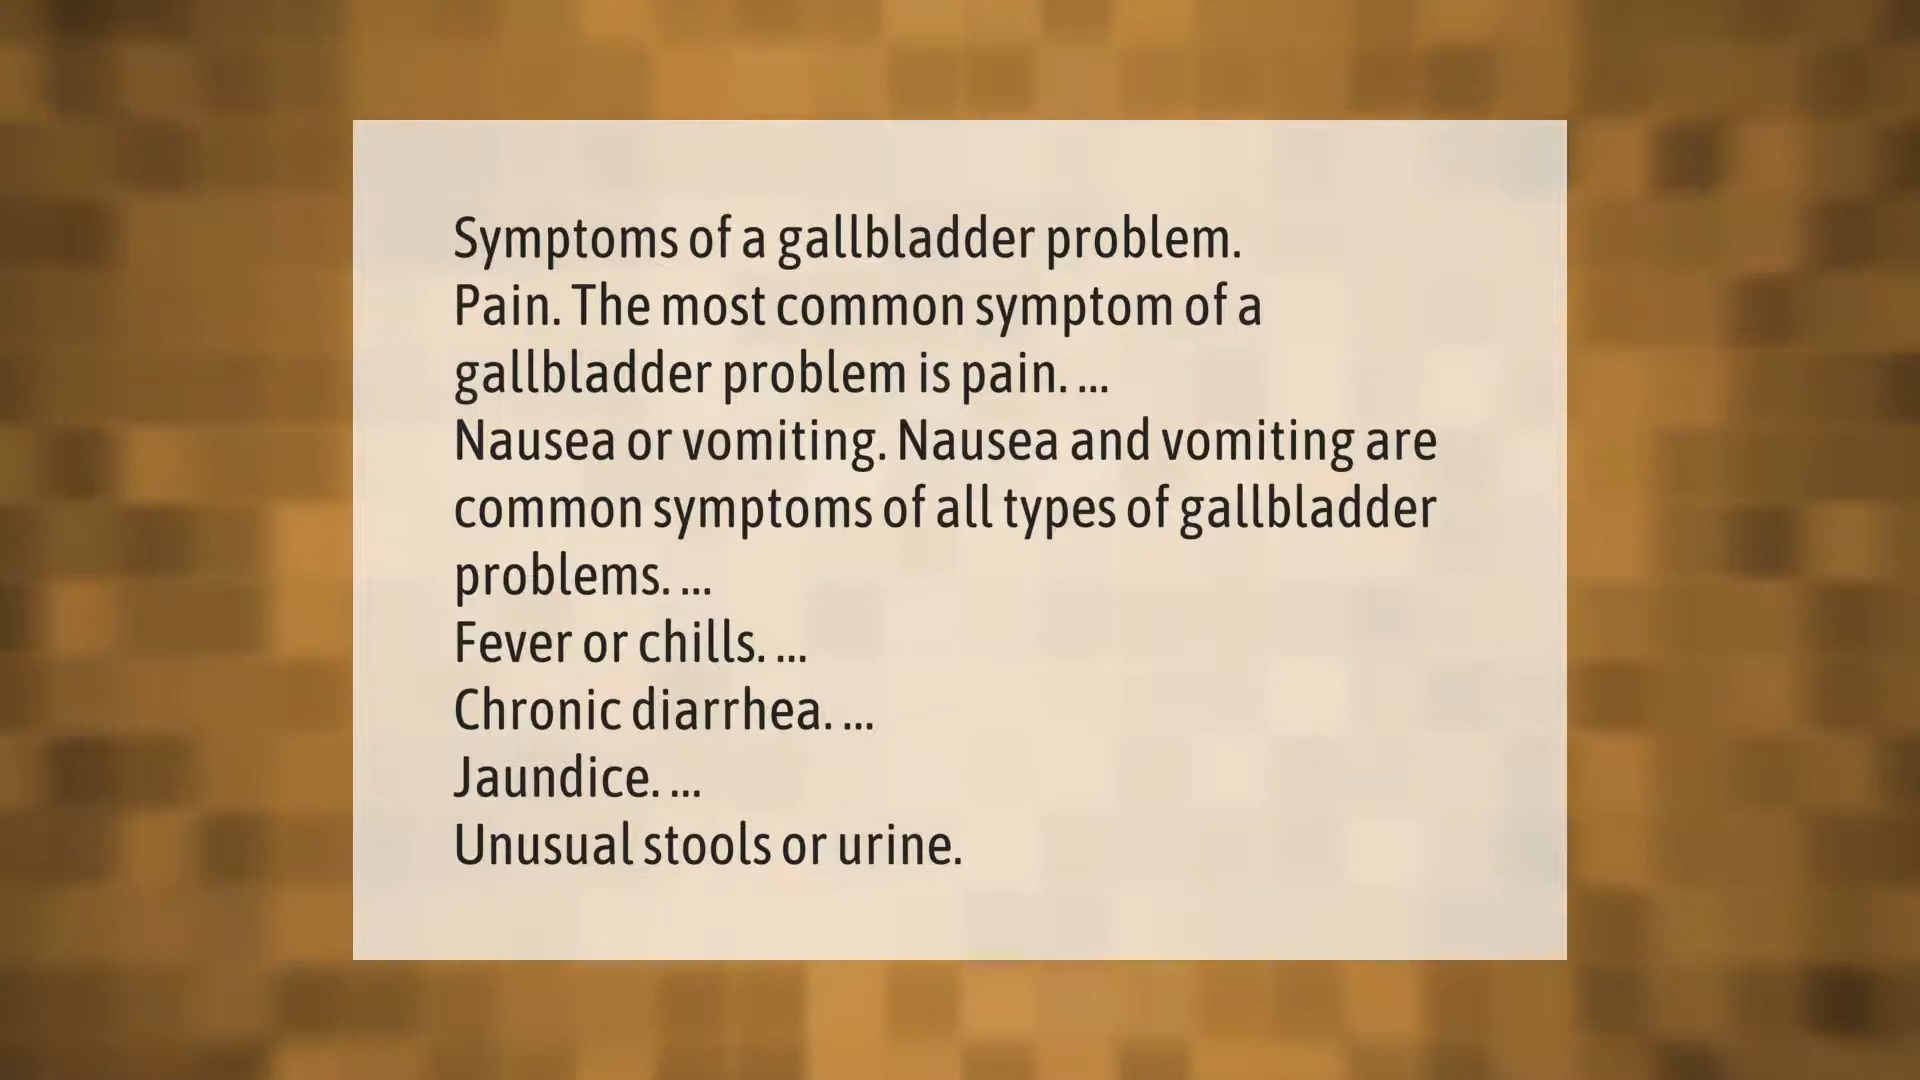 Symptoms of a gallbladder problem.
Pain. The most common symptom of a
gallbladder problem is pain. ...
Nausea or vomiting. Nausea and vomiting are
common symptoms of all types of gallbladder
problems. ...
Fever or chills. ...
Chronic diarrhea. ...
Jaundice. ...
Unusual stools or urine.